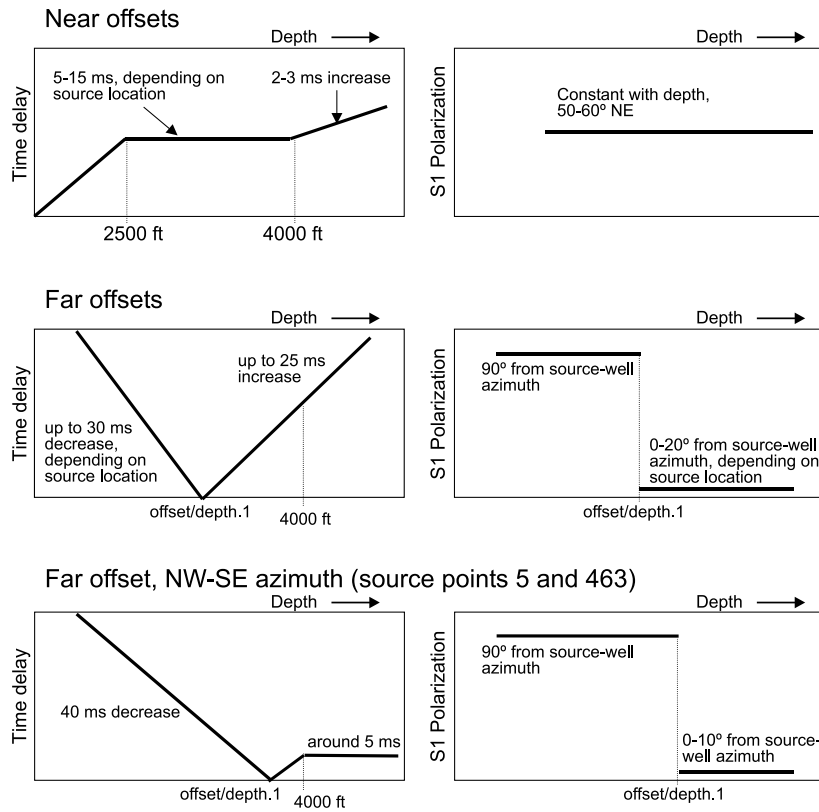 Near offsets
Depth
Time delay
5-15 ms, depending on
source location
2-3 ms increase
2500 ft
4000 ft
Depth
S1 Polarization
Constant with depth,
50-60º NE
Far offsets
Depth
Time delay
up to 30 ms
decrease,
depending on
source location
up to 25 ms
increase
offset/depth.1
4000 ft
Depth
S1 Polarization
90º from source-well
azimuth
0-20º from source-well
azimuth, depending on
source location
offset/depth.1
Far offset, NW-SE azimuth (source points 5 and 463)
Depth
Time delay
40 ms decrease
around 5 ms
offset/depth.1
4000 ft
Depth
S1 Polarization
90º from source-well
azimuth
0-10º from source-
well azimuth
offset/depth.1